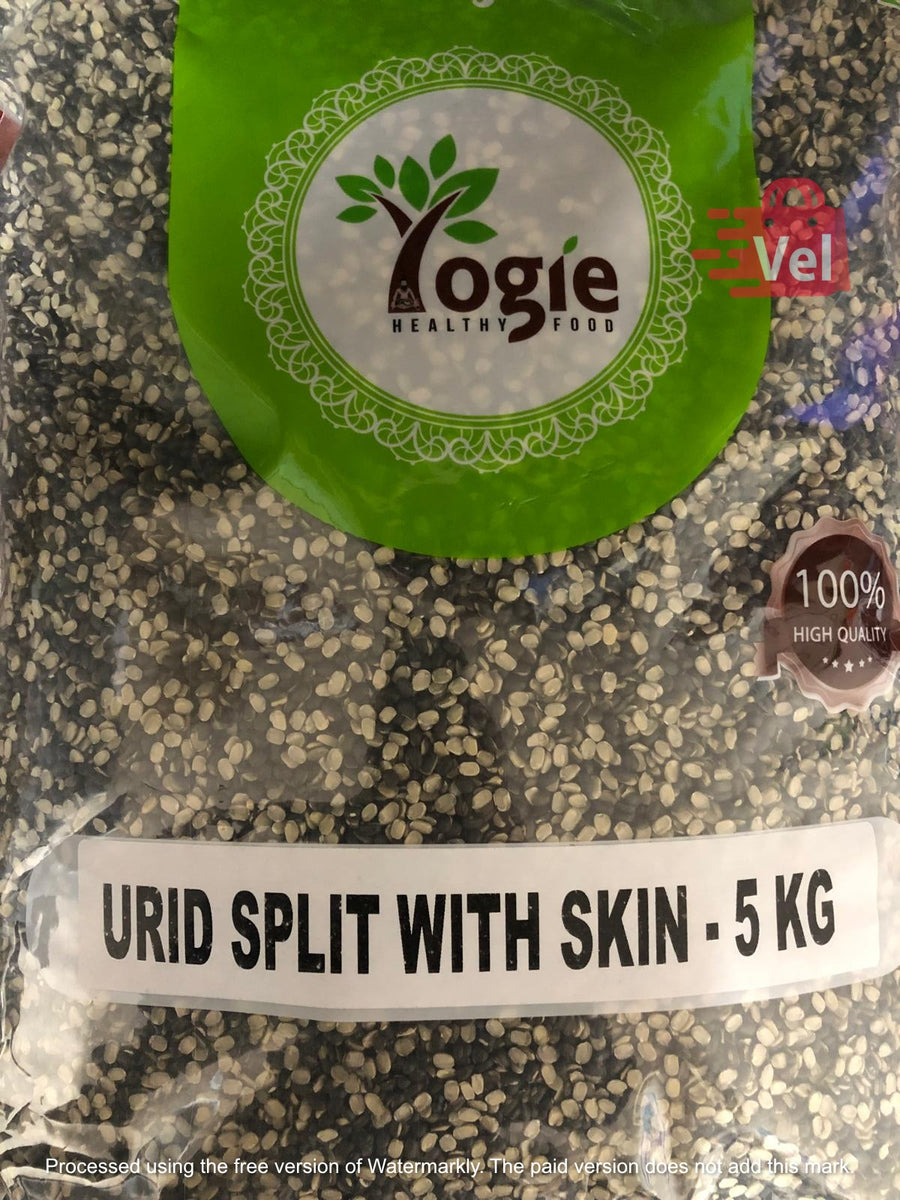 Yogie
HEALTHY FOOD
Vel
100%
HIGH QUALITY
URID SPLIT WITH SKIN - 5 KG
Processed using the free version of Watermarkly. The paid version does not add this mark.